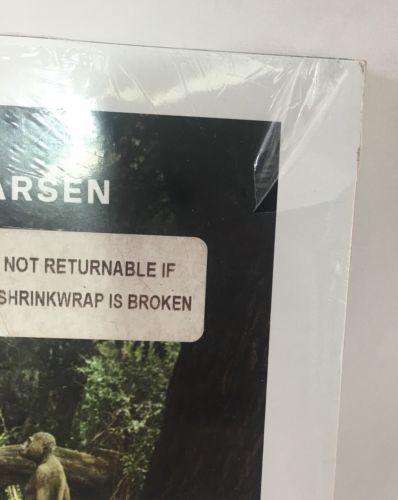 ARSEN
NOT RETURNABLE IF
SHRINKWRAP IS BROKEN